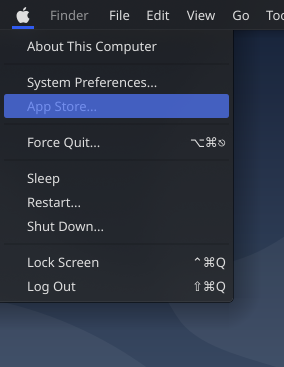 Finder File Edit View Go Too
About This Computer
System Preferences...
App Store...
Force Quit... ⌥⌘⎋
Sleep
Restart...
Shut Down...
Lock Screen ⌃⌘Q
Log Out ⇧⌘Q